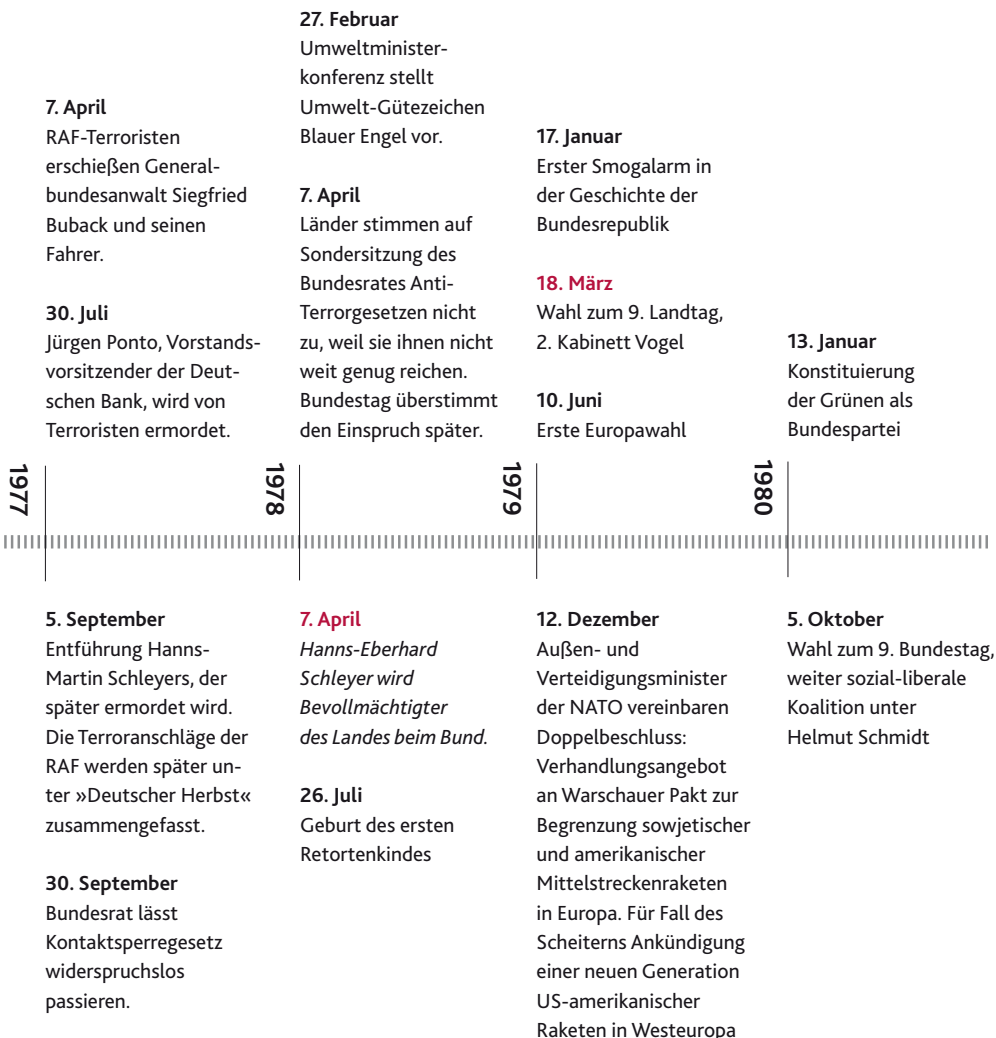 7. April
RAF-Terroristen
erschießen General-
bundesanwalt Siegfried
Buback und seinen
Fahrer.
30. Juli
Jürgen Ponto, Vorstands-
vorsitzender der Deut-
schen Bank, wird von
Terroristen ermordet.
27. Februar
Umweltminister-
konferenz stellt
Umwelt-Gütezeichen
Blauer Engel vor.
7. April
Länder stimmen auf
Sondersitzung des
Bundesrates Anti-
Terrorgesetzen nicht
zu, weil sie ihnen nicht
weit genug reichen.
Bundestag überstimmt
den Einspruch später.
17. Januar
Erster Smogalarm in
der Geschichte der
Bundesrepublik
18. März
Wahl zum 9. Landtag,
2. Kabinett Vogel
10. Juni
Erste Europawahl
13. Januar
Konstituierung
der Grünen als
Bundespartei
1977
1978
1979
1980
5. September
Entführung Hanns-
Martin Schleyers, der
später ermordet wird.
Die Terroranschläge der
RAF werden später un-
ter »Deutscher Herbst«
zusammengefasst.
30. September
Bundesrat lässt
Kontaktsperregesetz
widerspruchslos
passieren.
7. April
Hanns-Eberhard
Schleyer wird
Bevollmächtigter
des Landes beim Bund.
26. Juli
Geburt des ersten
Retortenkindes
12. Dezember
Außen- und
Verteidigungsminister
der NATO vereinbaren
Doppelbeschluss:
Verhandlungsangebot
an Warschauer Pakt zur
Begrenzung sowjetischer
und amerikanischer
Mittelstreckenraketen
in Europa. Für Fall des
Scheiterns Ankündigung
einer neuen Generation
US-amerikanischer
Raketen in Westeuropa
5. Oktober
Wahl zum 9. Bundestag,
weiter sozial-liberale
Koalition unter
Helmut Schmidt